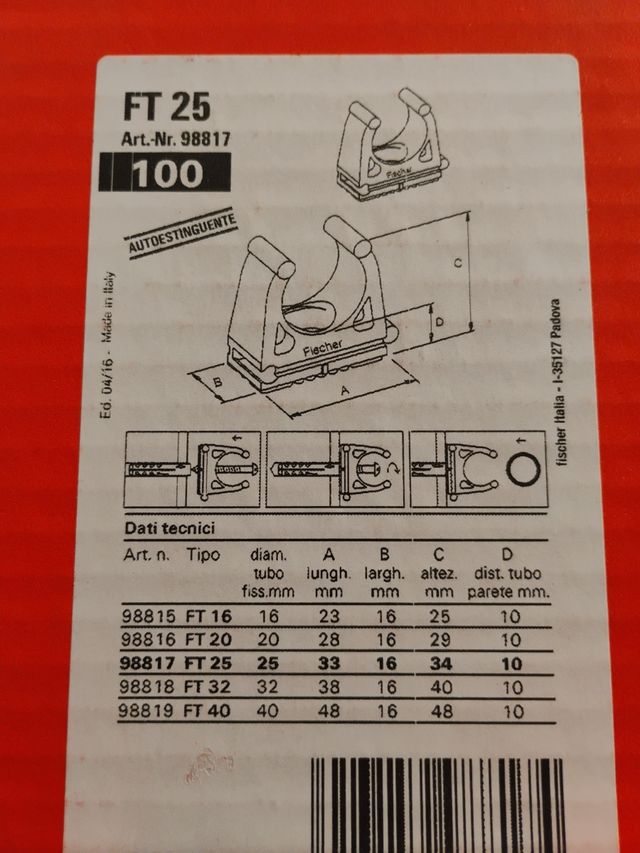 FT 25
Art.-Nr. 98817
100
AUTOESTINGUENTE
Fischer
Fischer
A
B
C
D
Ed. 04/16 - Made in Italy
fischer Italia - I-35127 Padova
Dati tecnici
Art. n. Tipo diam. tubo fiss.mm A lungh. mm B largh. mm C altez. mm D dist. tubo parete mm.
98815 FT 16 16 23 16 25 10
98816 FT 20 20 28 16 29 10
98817 FT 25 25 33 16 34 10
98818 FT 32 32 38 16 40 10
98819 FT 40 40 48 16 48 10